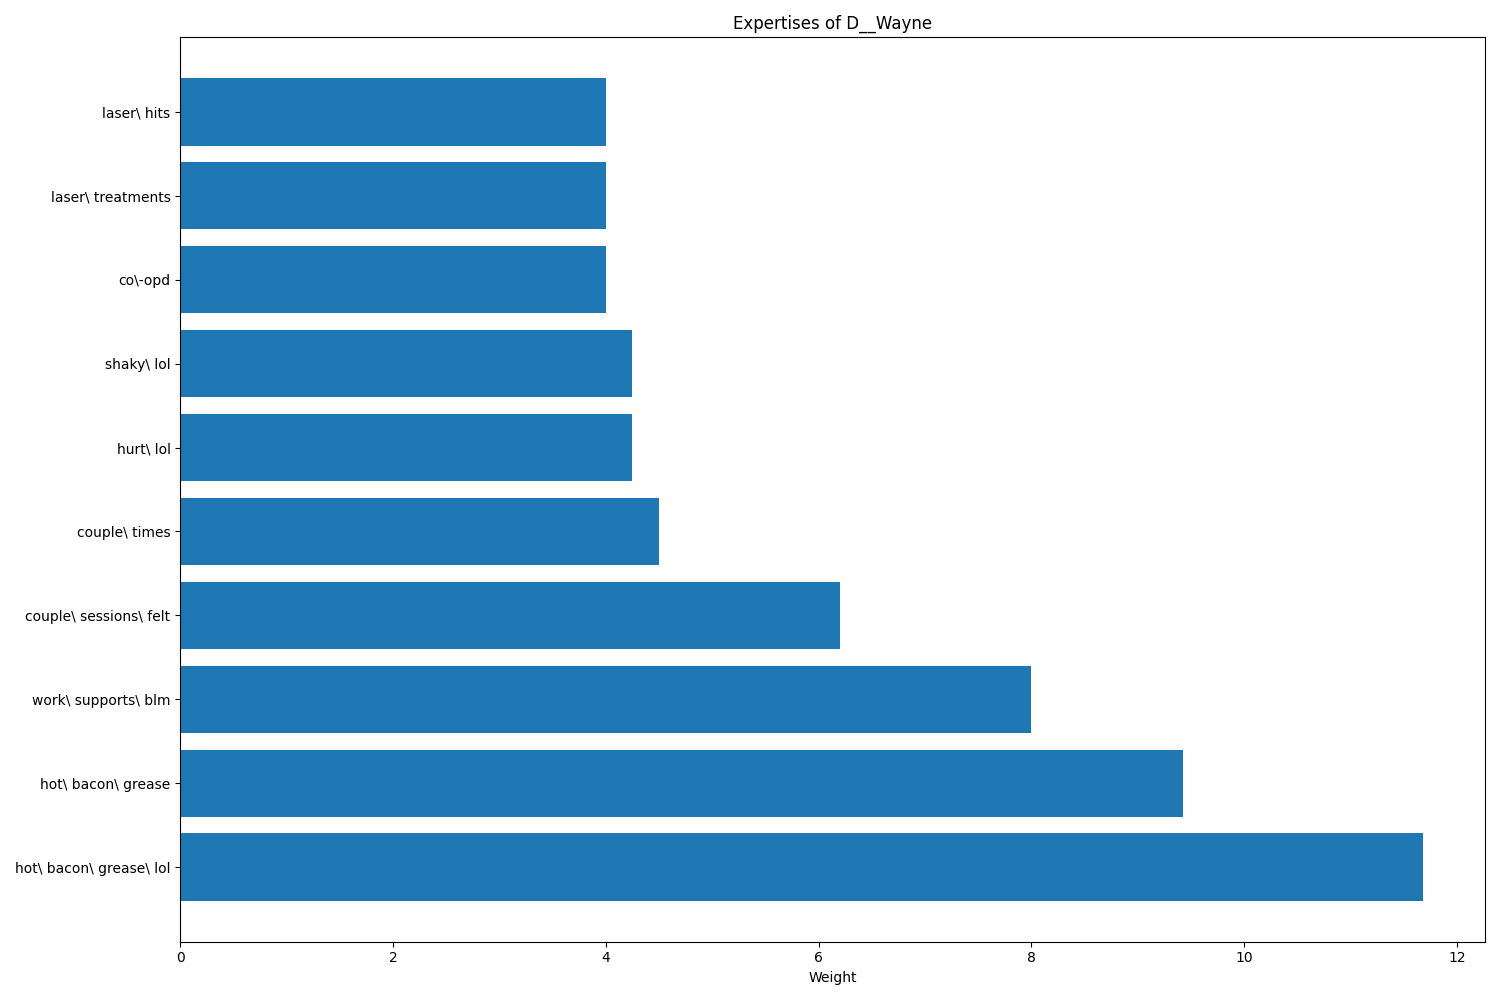 Expertises of D__Wayne
laser\ hits
laser\ treatments
co\-opd
shaky\ lol
hurt\ lol
couple\ times
couple\ sessions\ felt
work\ supports\ blm
hot\ bacon\ grease
hot\ bacon\ grease\ lol
0 2 4 6 8 10 12
Weight